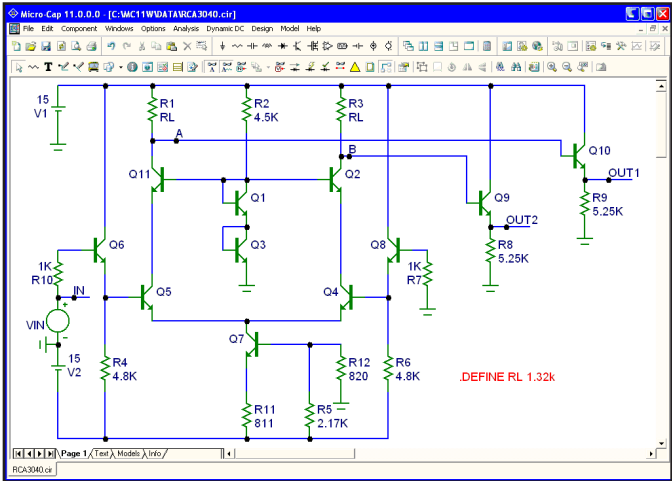 Micro-Cap 11.0.0.0 - [C:\MC11W\DATA\RCA3040.cir]
File Edit Component Windows Options Analysis Dynamic DC Design Model Help
15
V1
R1
RL
R2
4.5K
R3
RL
A
B
Q10
OUT1
Q11
Q2
Q1
Q9
R9
5.25K
OUT2
Q6
Q3
Q8
R8
5.25K
1K
R10
1K
R7
IN
Q5
Q4
VIN
+
-
Q7
15
V2
R4
4.8K
R12
820
R6
4.8K
.DEFINE RL 1.32k
R11
811
R5
2.17K
Page 1 Text Models Info
RCA3040.cir